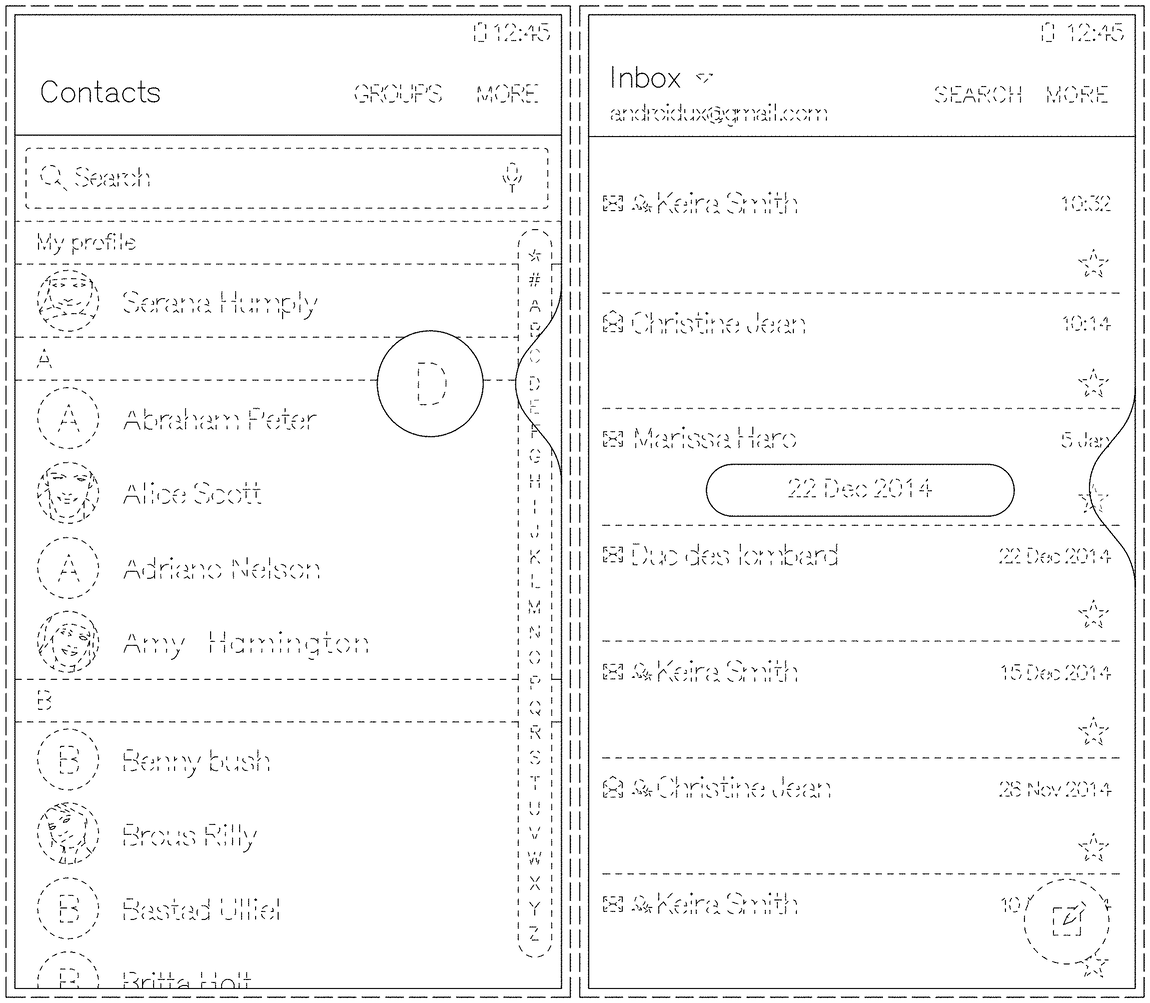 12:45
Contacts
GROUPS MORE
Search
My profile
Serana Humply
A
D
A Abraham Peter
Alice Scott
A Adriano Nelson
Amy Hamington
B
B Benny bush
Brous Rilly
B Bastad Ulliel
B Britta Holt
*
#
A
B
C
D
E
F
G
H
I
J
K
L
M
N
O
P
Q
R
S
T
U
V
W
X
Y
Z
12:45
Inbox
androidux@gmail.com
SEARCH MORE
Keira Smith 10:32
Christine Jean 10:14
Marissa Haro 5 Jan
22 Dec 2014
Duc des lombard 22 Dec 2014
Keira Smith 15 Dec 2014
Christine Jean 26 Nov 2014
Keira Smith 10